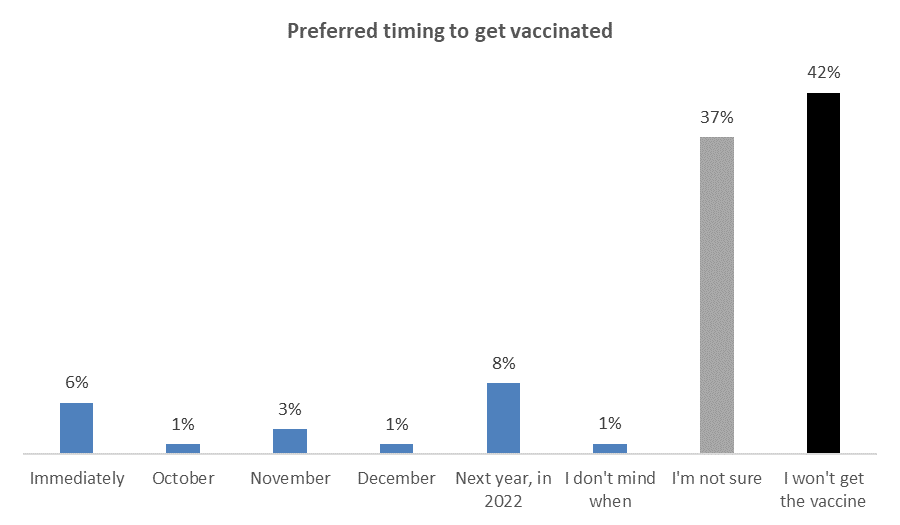 Preferred timing to get vaccinated
42%
37%
8%
6%
3%
1%
1%
1%
Immediately
October
November
December
Next year, in
2022
I don't mind
when
I'm not sure
I won't get
the vaccine